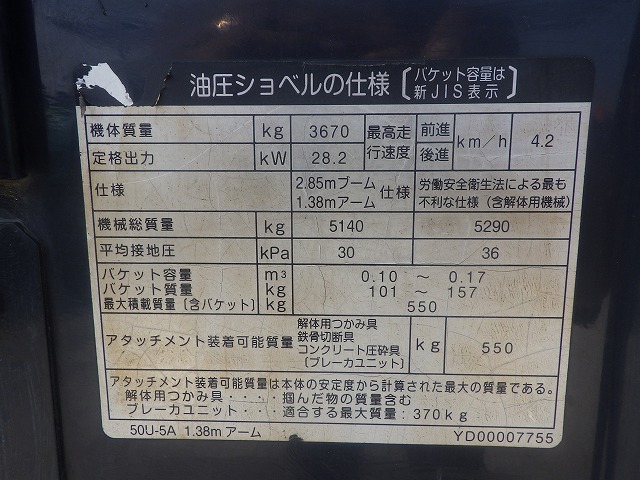 油圧ショベルの仕様 〔バケット容量は新JIS表示〕
機体質量 kg 3670 最高走行速度 前進 後進 km/h 4.2
定格出力 kW 28.2
仕様 2.85mブーム 1.38mアーム 仕様 労働安全衛生法による最も不利な仕様（含解体用機械）
機械総質量 kg 5140 5290
平均接地圧 kPa 30 36
バケット容量 m³ 0.10 ～ 0.17
バケット質量 kg 101 ～ 157
最大積載質量（含バケット） kg 550
アタッチメント装着可能質量 解体用つかみ具 鉄骨切断具 コンクリート圧砕具 （ブレーカユニット） kg 550
アタッチメント装着可能質量は本体の安定度から計算された最大の質量である。
解体用つかみ具・・・・掴んだ物の質量含む
ブレーカユニット・・・適合する最大質量：370kg
50U-5A 1.38mアーム YD00007755